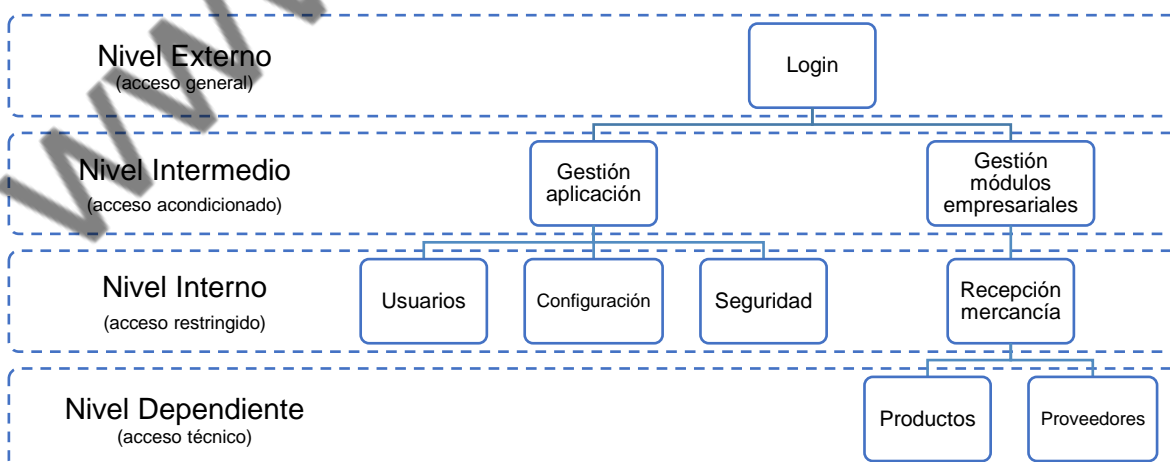 Nivel Externo
(acceso general)
Login
Nivel Intermedio
(acceso acondicionado)
Gestión
aplicación
Gestión
módulos
empresariales
Nivel Interno
(acceso restringido)
Usuarios
Configuración
Seguridad
Recepción
mercancía
Nivel Dependiente
(acceso técnico)
Productos
Proveedores